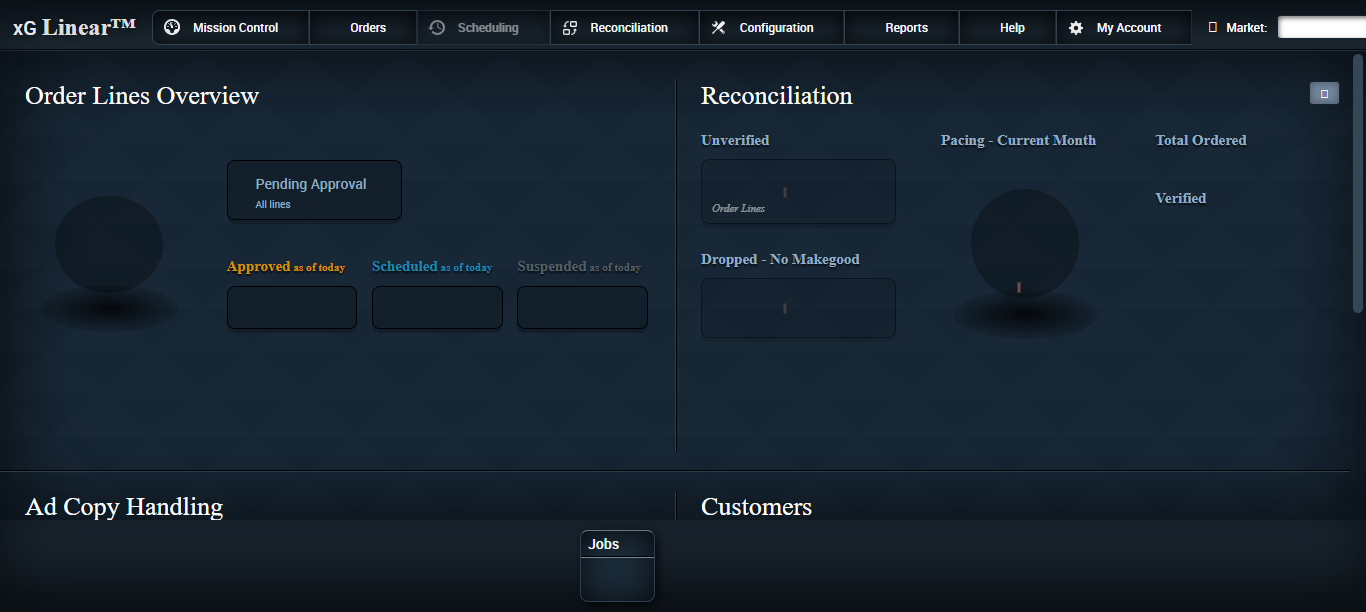 xG Linear™
Mission Control
Orders
Scheduling
Reconciliation
Configuration
Reports
Help
My Account
Market:
Order Lines Overview
Pending Approval
All lines
Approved as of today
Scheduled as of today
Suspended as of today
Reconciliation
Unverified
Order Lines
Dropped - No Makegood
Pacing - Current Month
Total Ordered
Verified
Ad Copy Handling
Customers
Jobs